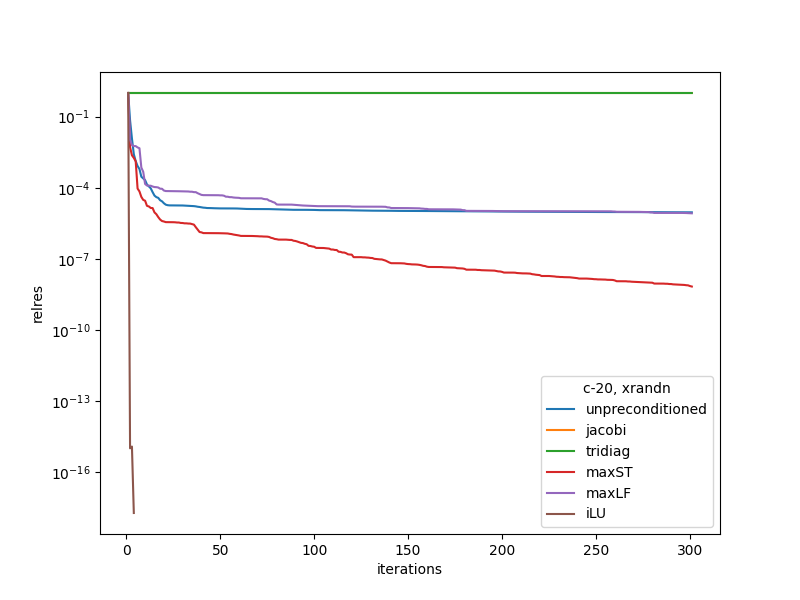 relres
10⁻¹
10⁻⁴
10⁻⁷
10⁻¹⁰
10⁻¹³
10⁻¹⁶
c-20, xrandn
unpreconditioned
jacobi
tridiag
maxST
maxLF
iLU
0 50 100 150 200 250 300
iterations